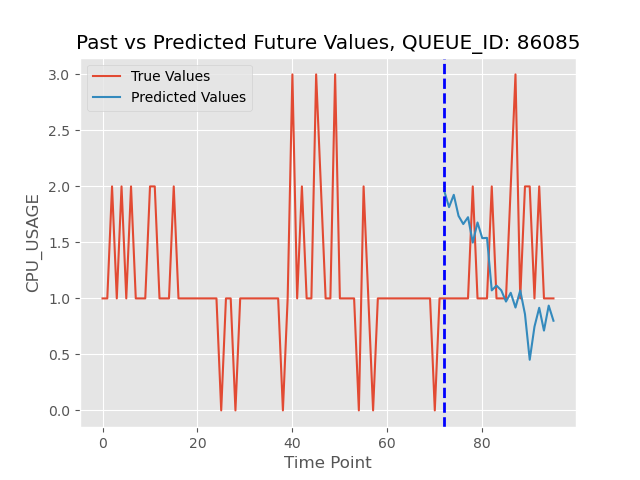 Past vs Predicted Future Values, QUEUE_ID: 86085
True Values
Predicted Values
CPU_USAGE
3.0
2.5
2.0
1.5
1.0
0.5
0.0
0 20 40 60 80
Time Point